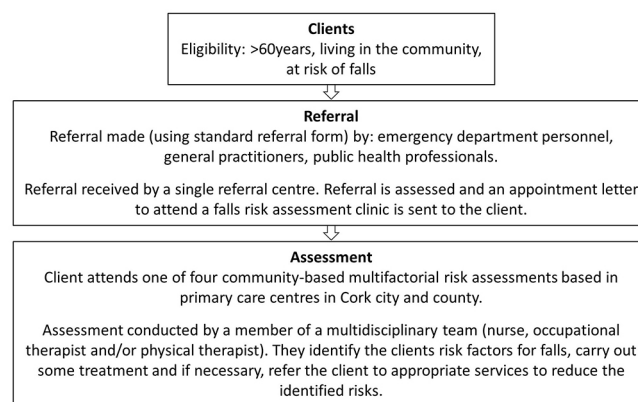 Clients
Eligibility: >60years, living in the community,
at risk of falls
Referral
Referral made (using standard referral form) by: emergency department personnel,
general practitioners, public health professionals.
Referral received by a single referral centre. Referral is assessed and an appointment letter
to attend a falls risk assessment clinic is sent to the client.
Assessment
Client attends one of four community-based multifactorial risk assessments based in
primary care centres in Cork city and county.
Assessment conducted by a member of a multidisciplinary team (nurse, occupational
therapist and/or physical therapist). They identify the clients risk factors for falls, carry out
some treatment and if necessary, refer the client to appropriate services to reduce the
identified risks.